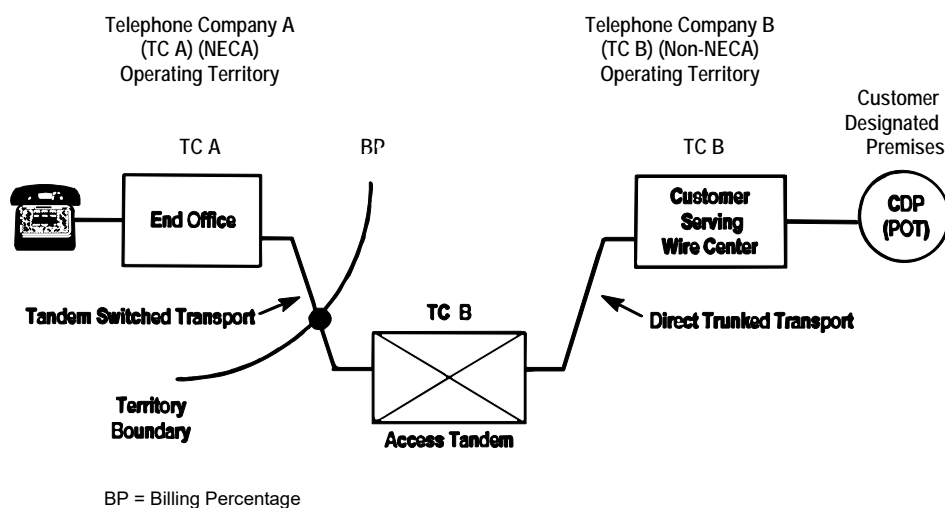 Telephone Company A
(TC A) (NECA)
Operating Territory
Telephone Company B
(TC B) (Non-NECA)
Operating Territory
Customer
Designated
Premises
TC A
BP
TC B
End Office
Customer
Serving
Wire Center
CDP
(POT)
Tandem Switched Transport
TC B
Direct Trunked Transport
Territory
Boundary
Access Tandem
BP = Billing Percentage